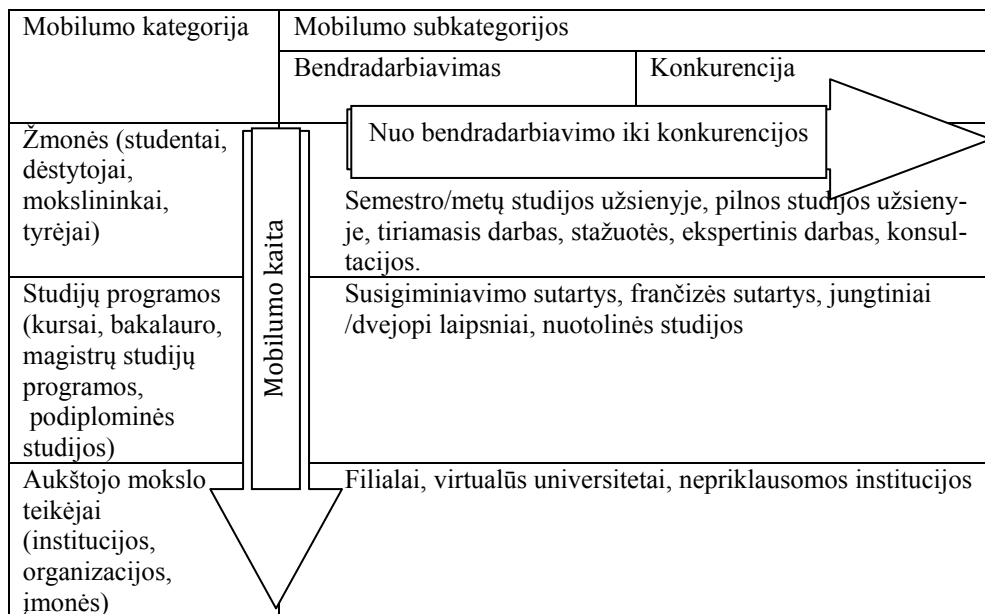 Mobilumo kategorija
Mobilumo subkategorijos
Bendradarbiavimas
Konkurencija
Nuo bendradarbiavimo iki konkurencijos
Mobilumo kaita
Žmonės (studentai,
dėstytojai,
mokslininkai,
tyrėjai)
Semestro/metų studijos užsienyje, pilnos studijos užsieny-
je, tiriamasis darbas, stažuotės, ekspertinis darbas, konsul-
tacijos.
Studijų programos
(kursai, bakalauro,
magistrų studijų
programos,
podiplominės
studijos)
Susigiminiavimo sutartys, frančizės sutartys, jungtiniai
/dvejopi laipsniai, nuotolinės studijos
Aukštojo mokslo
teikėjai
(institucijos,
organizacijos,
įmonės)
Filialai, virtualūs universitetai, nepriklausomos institucijos